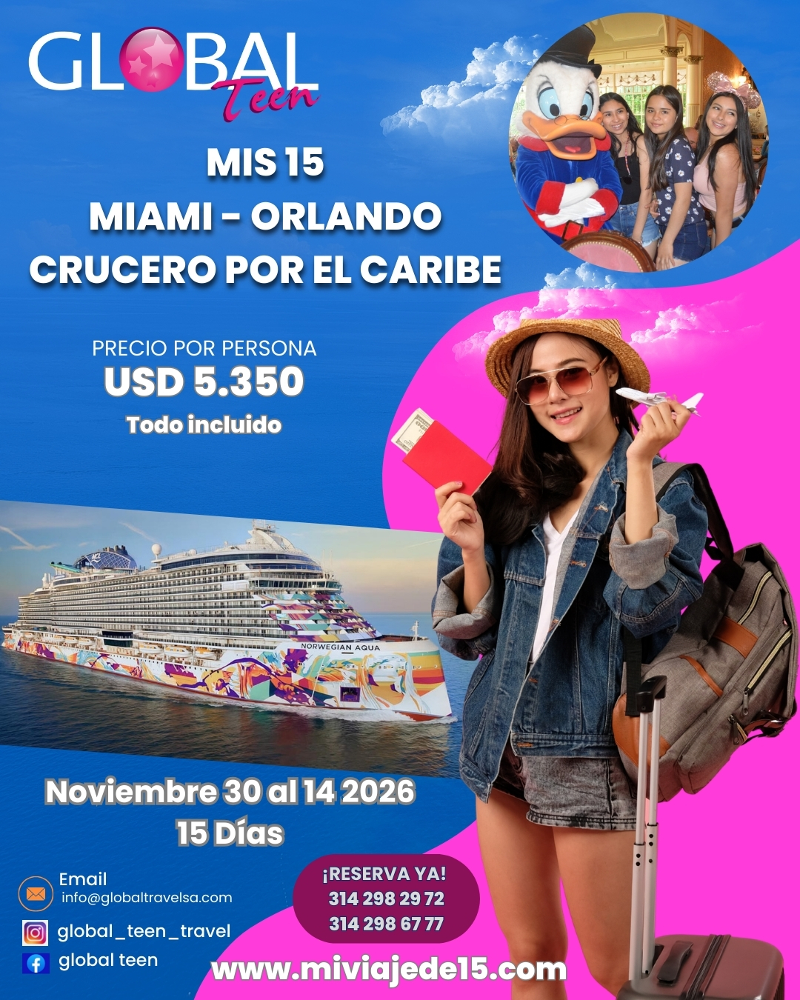 GLOBAL
Teen
MIS 15
MIAMI - ORLANDO
CRUCERO POR EL CARIBE
PRECIO POR PERSONA
USD 5.350
Todo incluido
NCL
NORWEGIAN AQUA
Noviembre 30 al 14 2026
15 Días
Email
info@globaltravelsa.com
global_teen_travel
global teen
¡RESERVA YA!
314 298 29 72
314 298 67 77
www.miviajede15.com